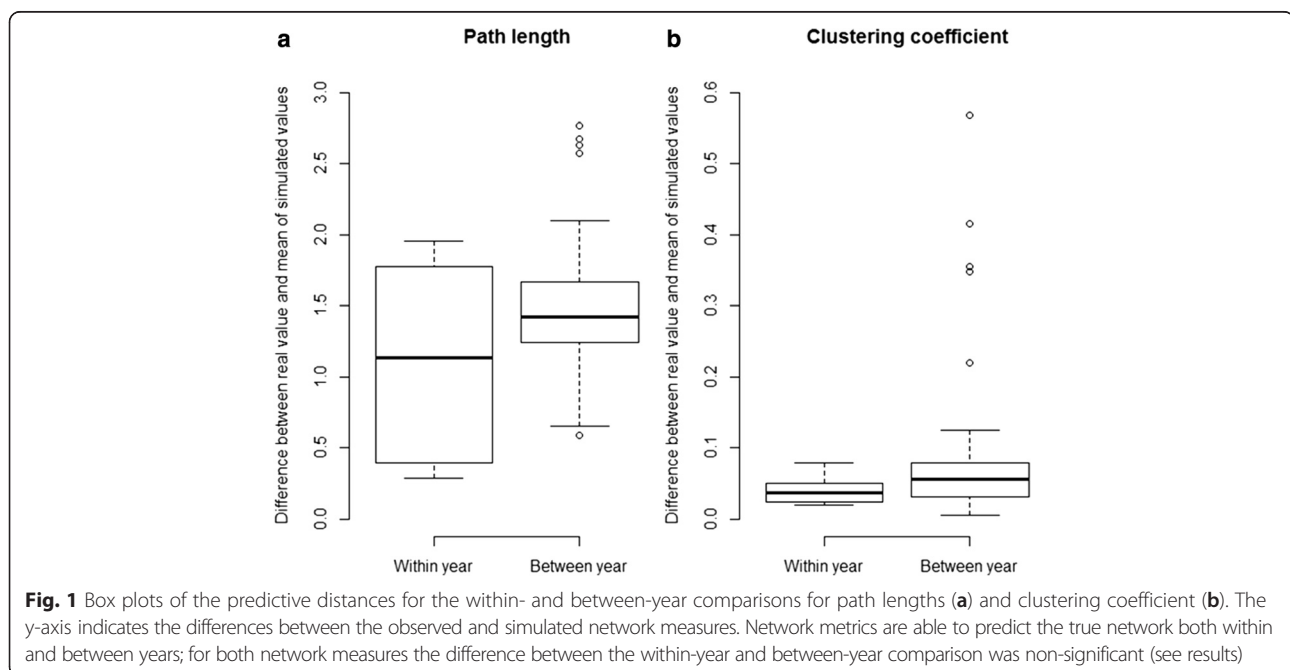 a Path length
Difference between real value and mean of simulated values
3.0
2.5
2.0
1.5
1.0
0.5
0.0
Within year Between year
b Clustering coefficient
Difference between real value and mean of simulated values
0.6
0.5
0.4
0.3
0.2
0.1
0.0
Within year Between year
Fig. 1 Box plots of the predictive distances for the within- and between-year comparisons for path lengths (a) and clustering coefficient (b). The
y-axis indicates the differences between the observed and simulated network measures. Network metrics are able to predict the true network both within
and between years; for both network measures the difference between the within-year and between-year comparison was non-significant (see results)